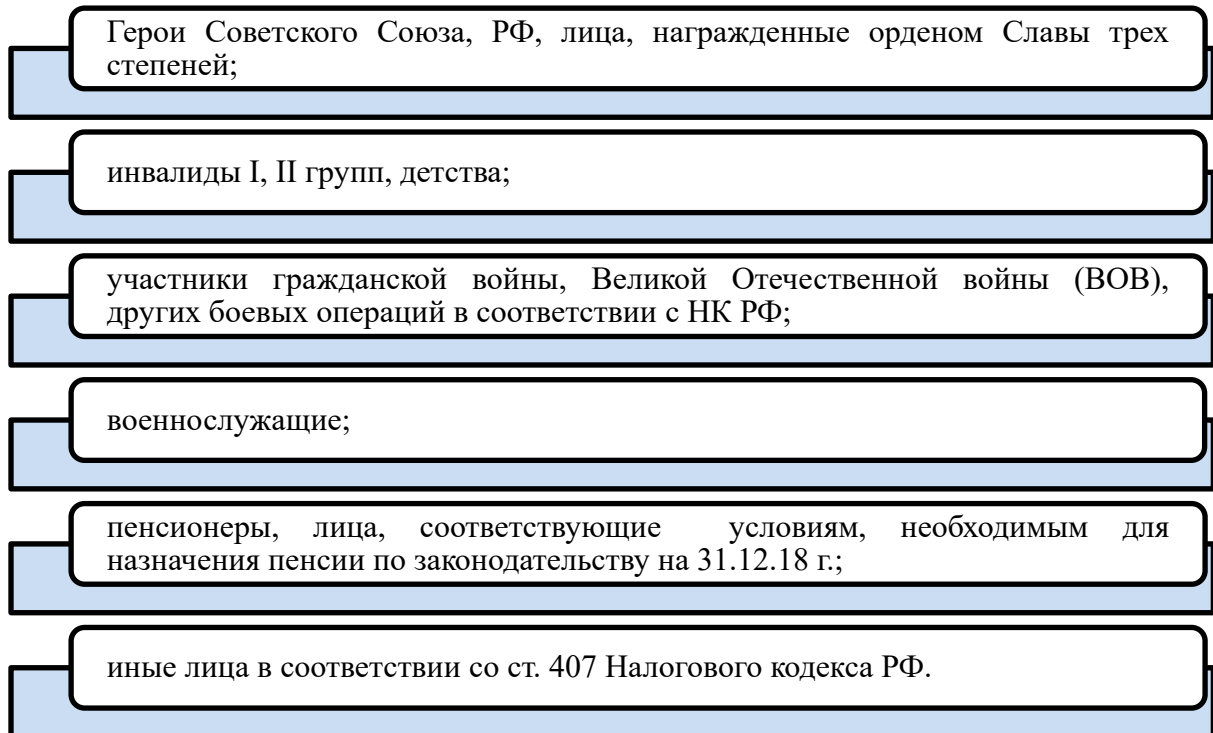 Герои Советского Союза, РФ, лица, награжденные орденом Славы трех
степеней;
инвалиды I, II групп, детства;
участники гражданской войны, Великой Отечественной войны (ВОВ),
других боевых операций в соответствии с НК РФ;
военнослужащие;
пенсионеры, лица, соответствующие условиям, необходимым для
назначения пенсии по законодательству на 31.12.18 г.;
иные лица в соответствии со ст. 407 Налогового кодекса РФ.